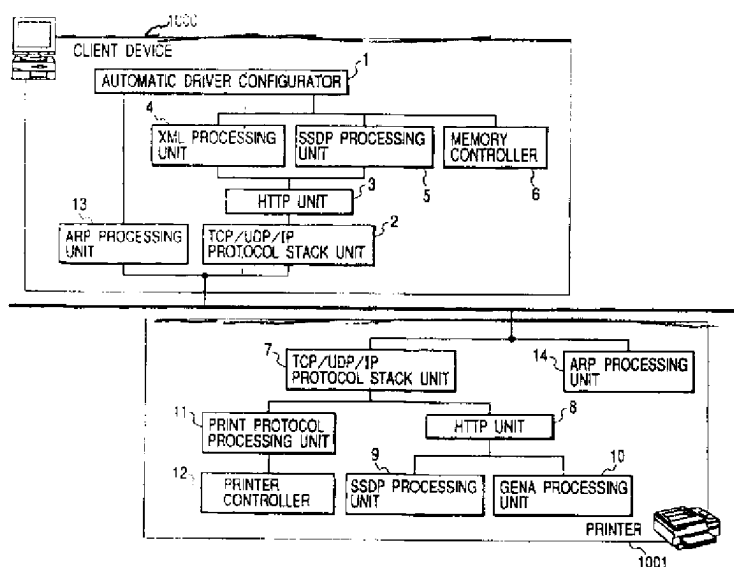 1000
CLIENT DEVICE
1
AUTOMATIC DRIVER CONFIGURATOR
4
XML PROCESSING
UNIT
SSDP PROCESSING
UNIT
5
MEMORY
CONTROLLER
6
3
HTTP UNIT
13
ARP PROCESSING
UNIT
2
TCP/UDP/IP
PROTOCOL STACK UNIT
7
TCP/UDP/IP
PROTOCOL STACK UNIT
14
ARP PROCESSING
UNIT
11
PRINT PROTOCOL
PROCESSING UNIT
8
HTTP UNIT
12
PRINTER
CONTROLLER
9
SSDP PROCESSING
UNIT
10
GENA PROCESSING
UNIT
PRINTER
1001